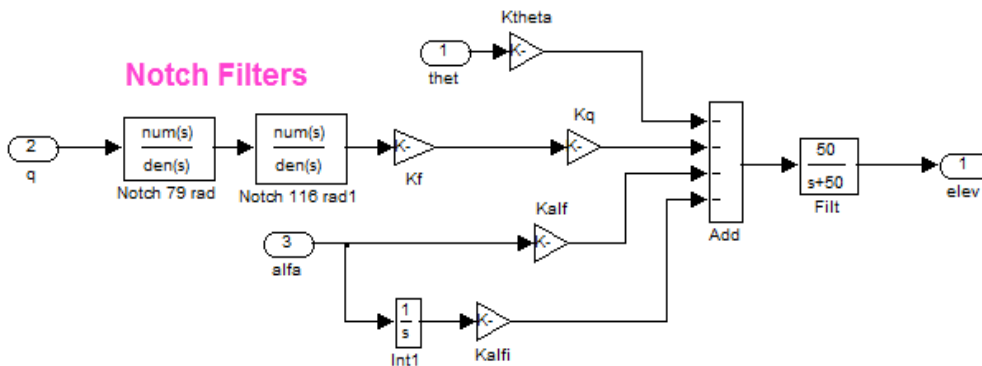 Ktheta
K-
1
thet
Notch Filters
Kq
2
q
num(s)
den(s)
Notch 79 rad
num(s)
den(s)
Notch 116 rad1
K-
Kf
K-
50
s+50
Filt
1
elev
Add
Kalf
3
alfa
K-
1
s
Int1
K-
Kalfi